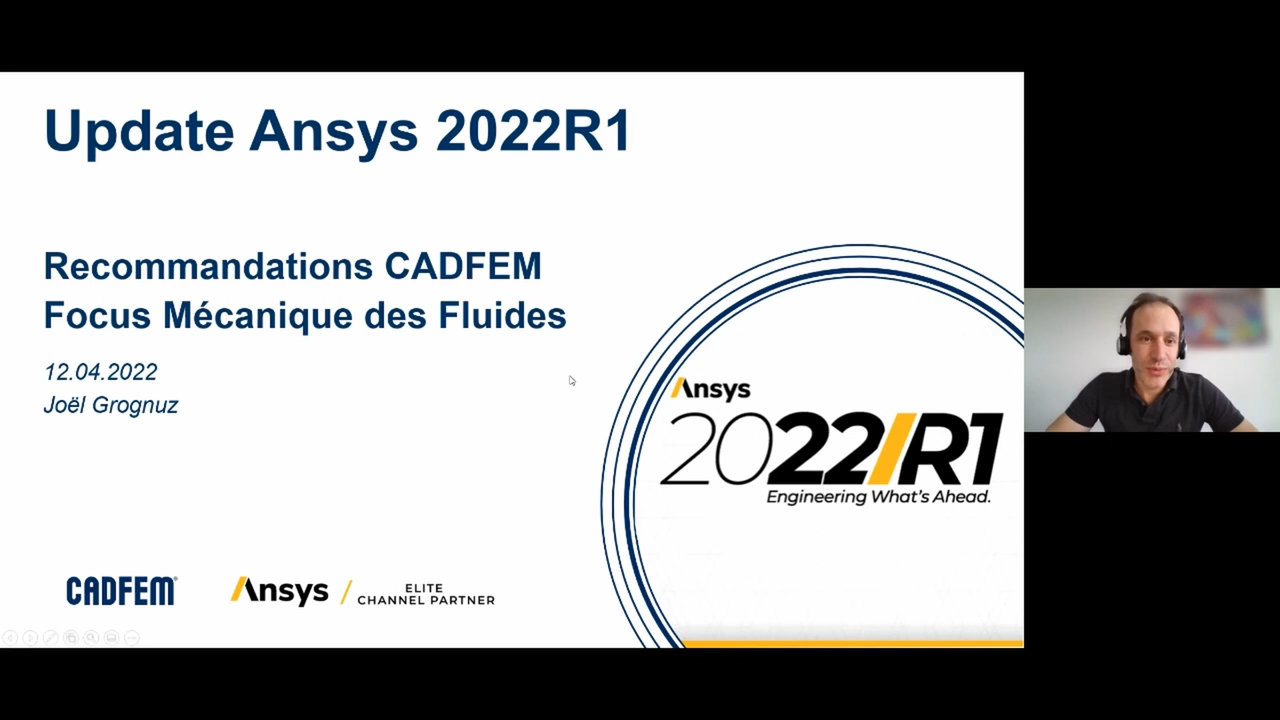 Update Ansys 2022R1
Recommandations CADFEM
Focus Mécanique des Fluides
12.04.2022
Joël Grognuz
Ansys
2022/R1
Engineering What's Ahead.
CADFEM®
Ansys / ELITE
CHANNEL PARTNER